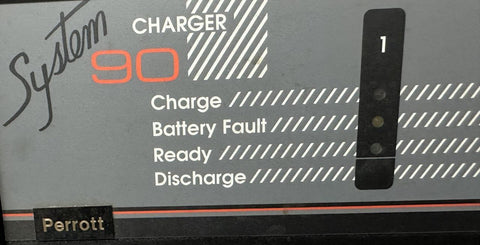 System
CHARGER
90
1
Charge
Battery Fault
Ready
Discharge
Perrott